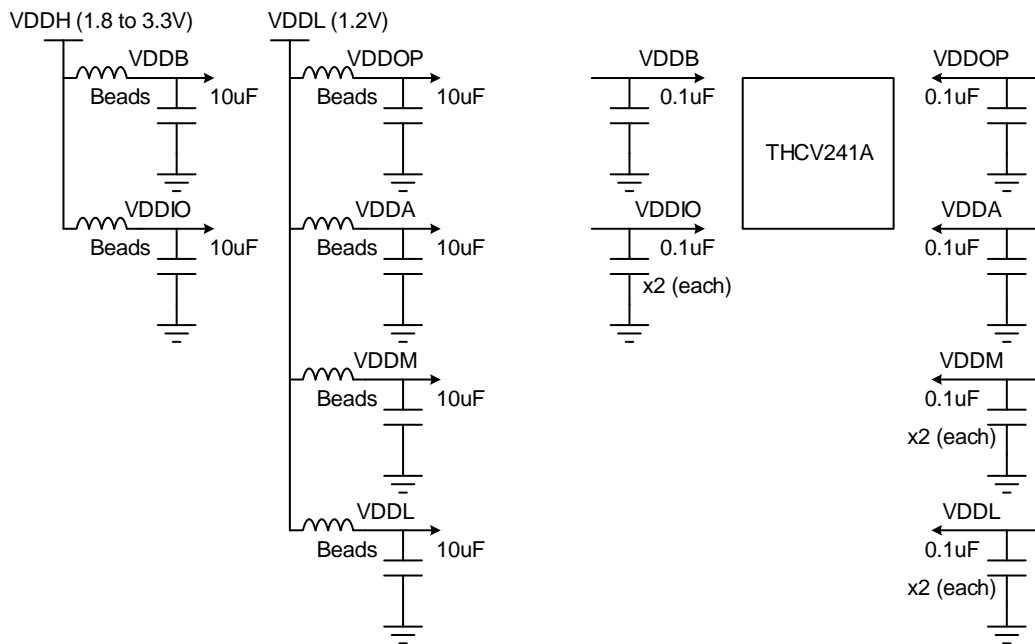 VDDH (1.8 to 3.3V)
VDDL (1.2V)
VDDB
Beads
10uF
VDDIO
Beads
10uF
VDDOP
Beads
10uF
VDDA
Beads
10uF
VDDM
Beads
10uF
VDDL
Beads
10uF
VDDB
0.1uF
VDDIO
0.1uF
x2 (each)
THCV241A
VDDOP
0.1uF
VDDA
0.1uF
VDDM
0.1uF
x2 (each)
VDDL
0.1uF
x2 (each)